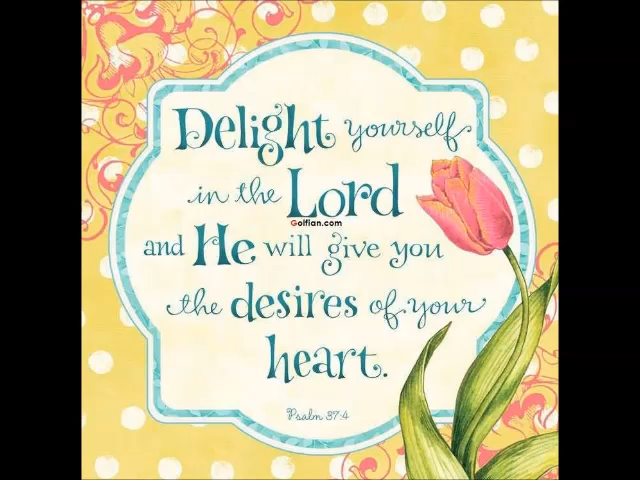 Delight yourself
in the Lord
Golfian.com
and He will give you
the desires of your
heart.
Psalm 37:4